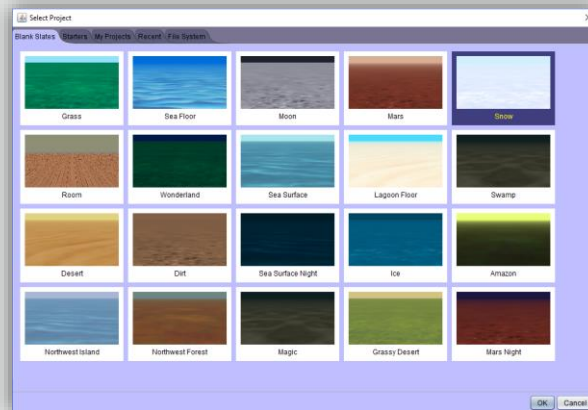 Select Project
Blank Slates Starters My Projects Recent File System
Grass Sea Floor Moon Mars Snow
Room Wonderland Sea Surface Lagoon Floor Swamp
Desert Dirt Sea Surface Night Ice Amazon
Northwest Island Northwest Forest Magic Grassy Desert Mars Night
OK Cancel